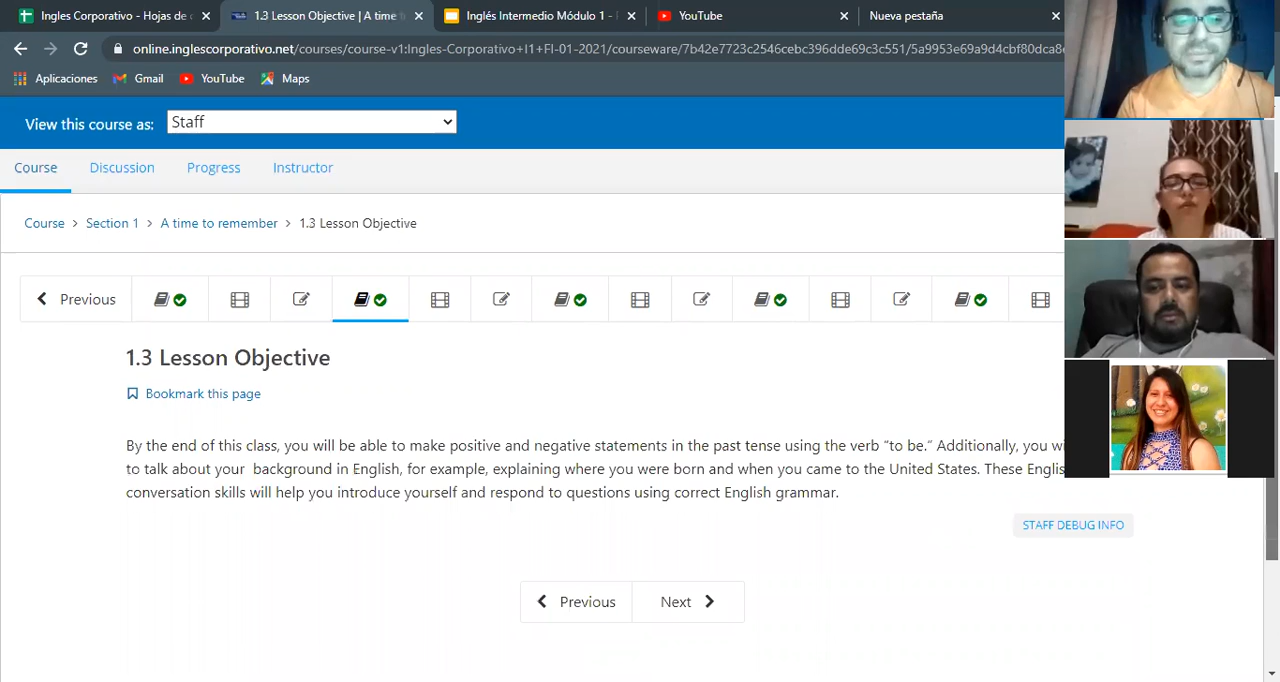 Ingles Corporativo - Hojas de
1.3 Lesson Objective | A time
Inglés Intermedio Módulo 1 -
YouTube
Nueva pestaña
online.inglescorporativo.net/courses/course-v1:Ingles-Corporativo+I1+FI-01-2021/courseware/7b42e7723c2546cebc396dde69c3c551/5a9953e69a9d4cbf80dca8
Aplicaciones Gmail YouTube Maps
View this course as: Staff
Course Discussion Progress Instructor
Course > Section 1 > A time to remember > 1.3 Lesson Objective
Previous
1.3 Lesson Objective
Bookmark this page
By the end of this class, you will be able to make positive and negative statements in the past tense using the verb “to be.” Additionally, you
to talk about your background in English, for example, explaining where you were born and when you came to the United States. These
conversation skills will help you introduce yourself and respond to questions using correct English grammar.
STAFF DEBUG INFO
Previous Next